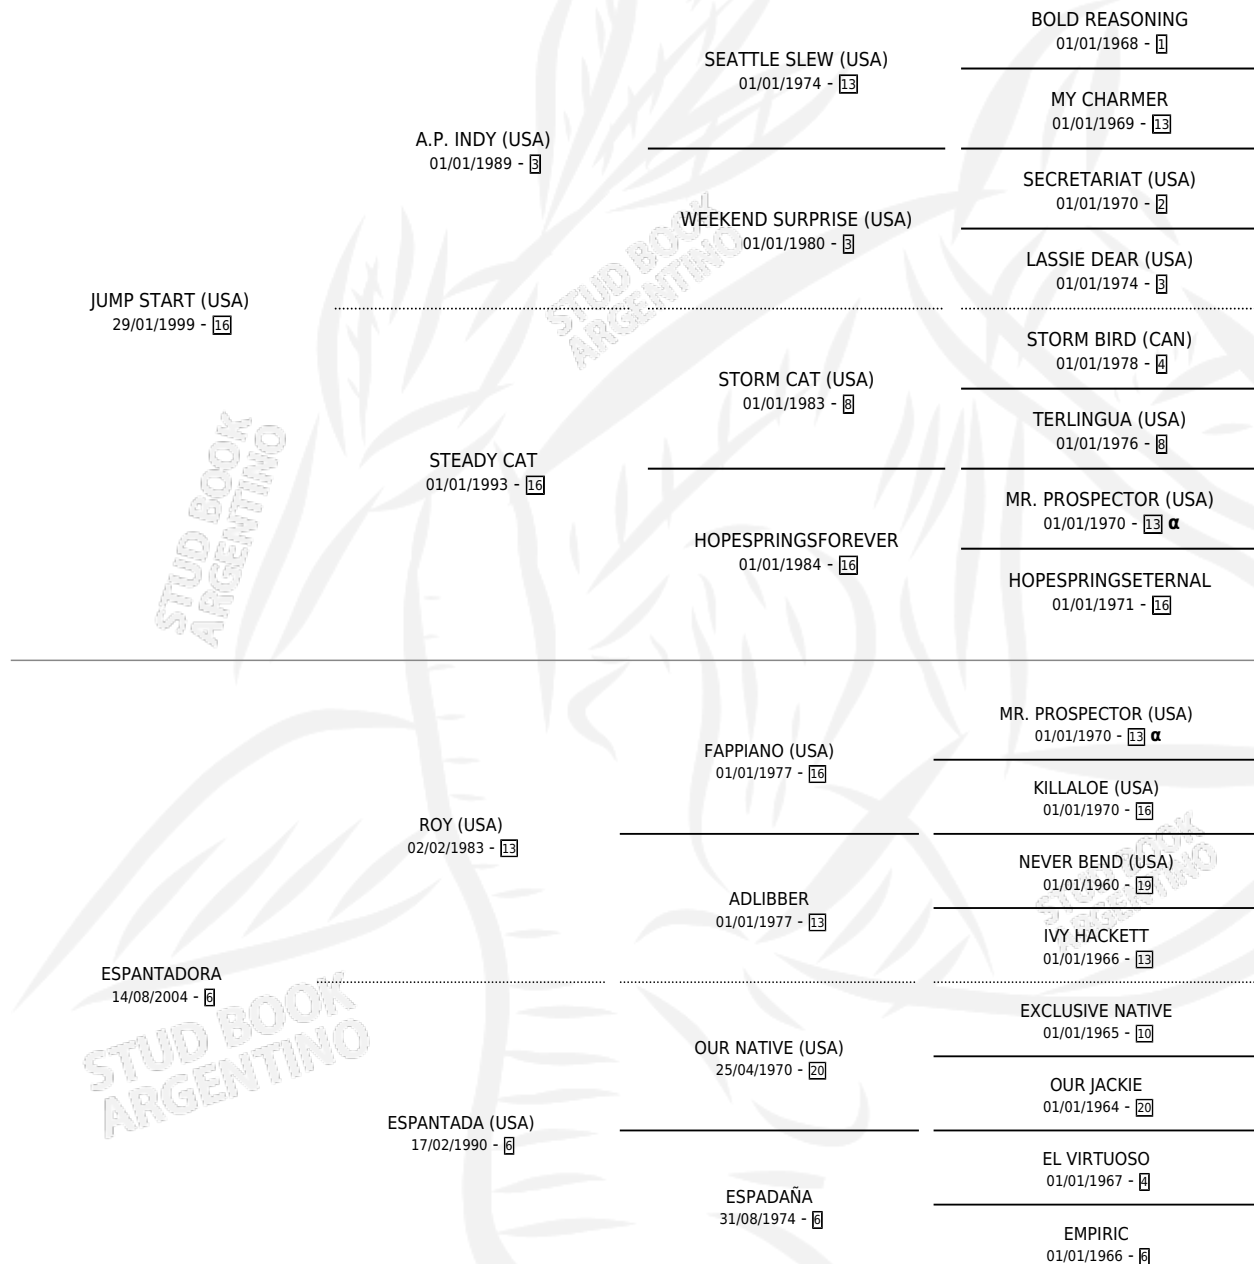 BOLD REASONING
01/01/1968 - 1
SEATTLE SLEW (USA)
01/01/1974 - 13
MY CHARMER
01/01/1969 - 13
A.P. INDY (USA)
01/01/1989 - 3
SECRETARIAT (USA)
01/01/1970 - 2
WEEKEND SURPRISE (USA)
01/01/1980 - 3
LASSIE DEAR (USA)
01/01/1974 - 3
STUD BOOK
ARGENTINO
JUMP START (USA)
29/01/1999 - 16
STORM BIRD (CAN)
01/01/1978 - 4
STORM CAT (USA)
01/01/1983 - 8
TERLINGUA (USA)
01/01/1976 - 8
STEADY CAT
01/01/1993 - 16
MR. PROSPECTOR (USA)
01/01/1970 - 13 α
HOPESPRINGSFOREVER
01/01/1984 - 16
HOPESPRINGSETERNAL
01/01/1971 - 16
STUD BOOK
ARGENTINO
MR. PROSPECTOR (USA)
01/01/1970 - 13 α
FAPPIANO (USA)
01/01/1977 - 16
KILLALOE (USA)
01/01/1970 - 16
ROY (USA)
02/02/1983 - 13
NEVER BEND (USA)
01/01/1960 - 19
ADLIBBER
01/01/1977 - 13
IVY HACKETT
01/01/1966 - 13
STUD BOOK
ARGENTINO
ESPANTADORA
14/08/2004 - 6
EXCLUSIVE NATIVE
01/01/1965 - 10
OUR NATIVE (USA)
25/04/1970 - 20
OUR JACKIE
01/01/1964 - 20
ESPANTADA (USA)
17/02/1990 - 6
EL VIRTUOSO
01/01/1967 - 4
ESPADAÑA
31/08/1974 - 6
EMPIRIC
01/01/1966 - 6
STUD BOOK
ARGENTINO